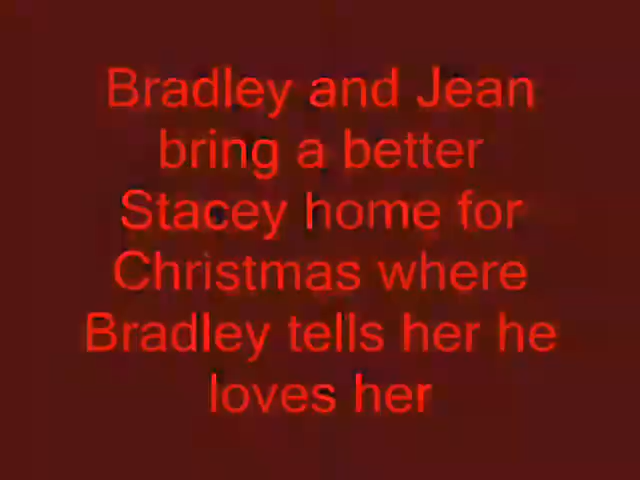 Bradley and Jean
bring a better
Stacey home for
Christmas where
Bradley tells her he
loves her